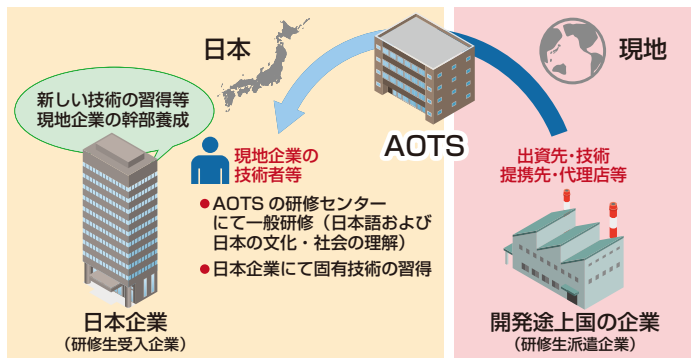 日本
現地
新しい技術の習得等
現地企業の幹部養成
AOTS
現地企業の
技術者等
出資先・技術
提携先・代理店等
●AOTSの研修センター
にて一般研修（日本語および
日本の文化・社会の理解）
●日本企業にて固有技術の習得
日本企業
（研修生受入企業）
開発途上国の企業
（研修生派遣企業）